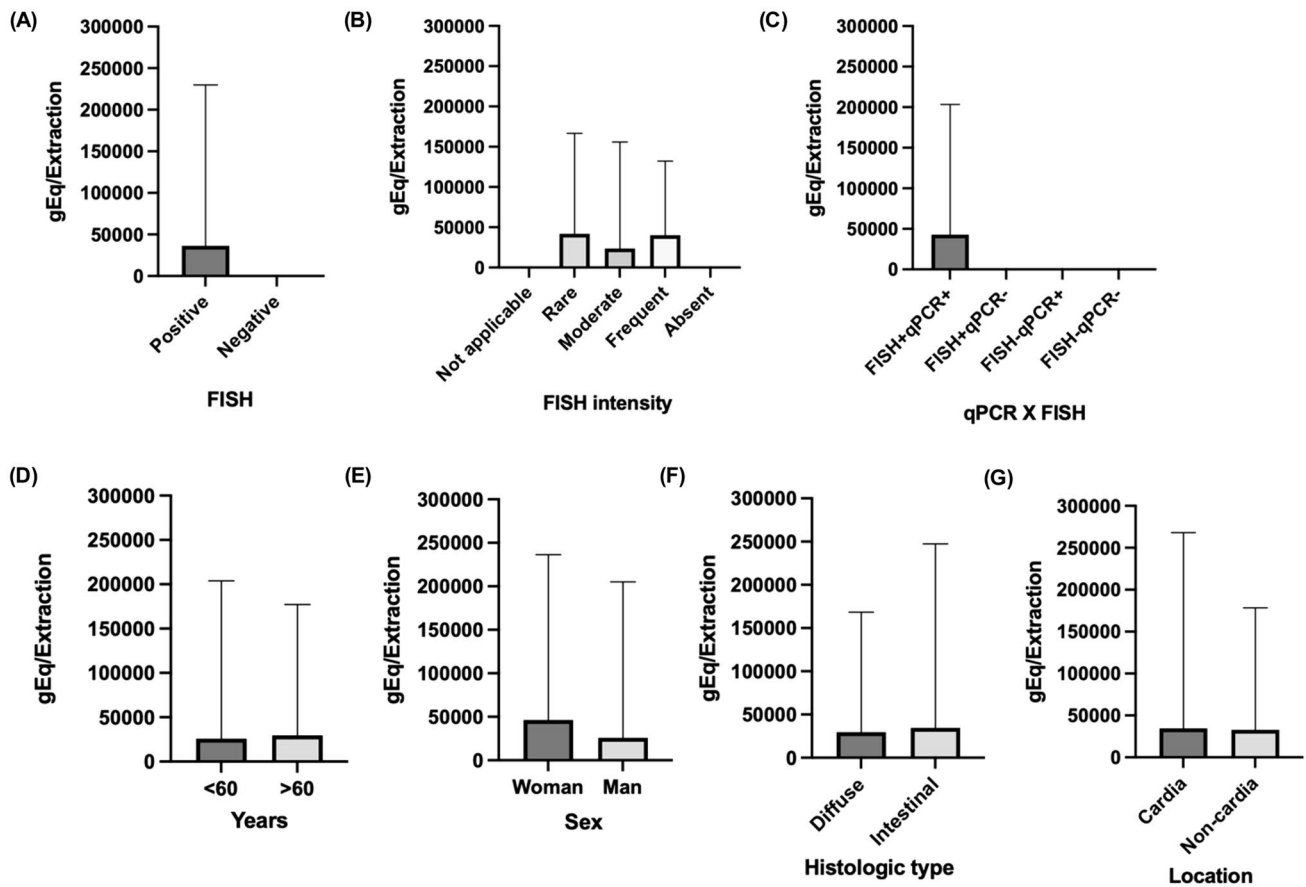 (A)
300000
250000
200000
150000
100000
50000
0
gEq/Extraction
Positive
Negative
FISH
(B)
300000
250000
200000
150000
100000
50000
0
gEq/Extraction
Not applicable
Rare
Moderate
Frequent
Absent
FISH intensity
(C)
300000
250000
200000
150000
100000
50000
0
gEq/Extraction
FISH+qPCR+
FISH+qPCR-
FISH-qPCR+
FISH-qPCR-
qPCR X FISH
(D)
300000
250000
200000
150000
100000
50000
0
gEq/Extraction
<60
>60
Years
(E)
300000
250000
200000
150000
100000
50000
0
gEq/Extraction
Woman
Man
Sex
(F)
300000
250000
200000
150000
100000
50000
0
gEq/Extraction
Diffuse
Intestinal
Histologic type
(G)
300000
250000
200000
150000
100000
50000
0
gEq/Extraction
Cardia
Non-cardia
Location